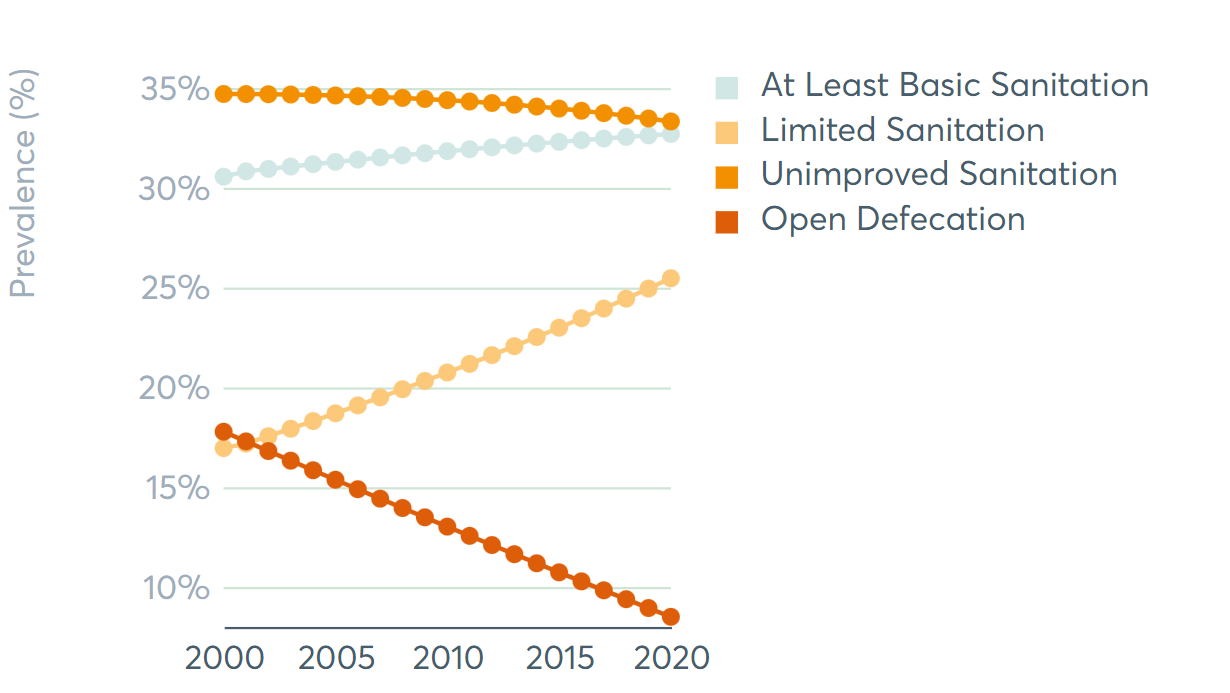 Prevalence (%)
35%
30%
25%
20%
15%
10%
2000 2005 2010 2015 2020
At Least Basic Sanitation
Limited Sanitation
Unimproved Sanitation
Open Defecation